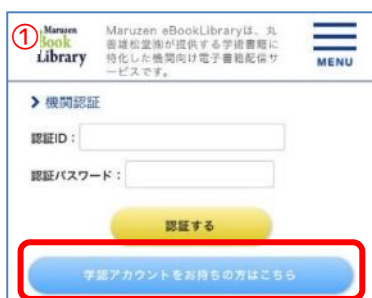 ①
Maruzen
eBook
Library
Maruzen eBookLibraryは、丸
善雄松堂㈱が提供する学術書籍に
特化した機関向け電子書籍配信サ
ービスです。
MENU
機関認証
認証ID：
認証パスワード：
認証する
学認アカウントをお持ちの方はこちら